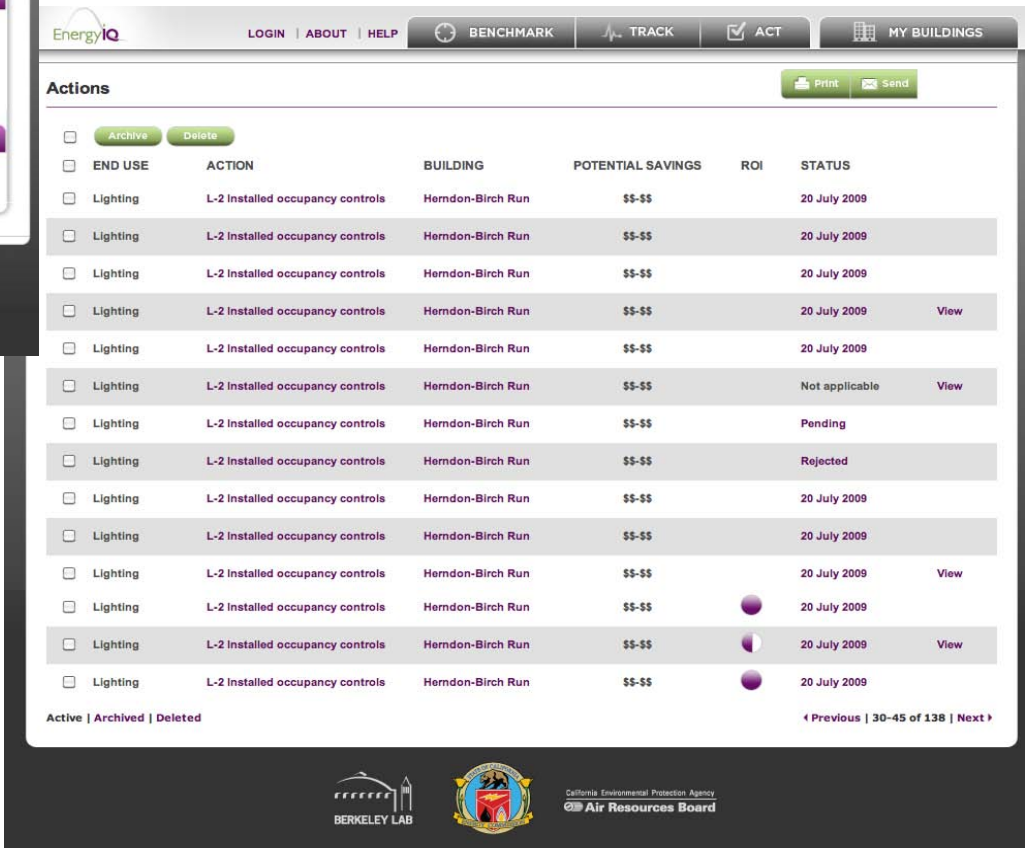 EnergyIQ LOGIN | ABOUT | HELP BENCHMARK TRACK ACT MY BUILDINGS
Actions Print Send
Archive Delete
END USE ACTION BUILDING POTENTIAL SAVINGS ROI STATUS
Lighting L-2 Installed occupancy controls Herndon-Birch Run $$-$$ 20 July 2009
Lighting L-2 Installed occupancy controls Herndon-Birch Run $$-$$ 20 July 2009
Lighting L-2 Installed occupancy controls Herndon-Birch Run $$-$$ 20 July 2009
Lighting L-2 Installed occupancy controls Herndon-Birch Run $$-$$ 20 July 2009 View
Lighting L-2 Installed occupancy controls Herndon-Birch Run $$-$$ 20 July 2009
Lighting L-2 Installed occupancy controls Herndon-Birch Run $$-$$ Not applicable View
Lighting L-2 Installed occupancy controls Herndon-Birch Run $$-$$ Pending
Lighting L-2 Installed occupancy controls Herndon-Birch Run $$-$$ Rejected
Lighting L-2 Installed occupancy controls Herndon-Birch Run $$-$$ 20 July 2009
Lighting L-2 Installed occupancy controls Herndon-Birch Run $$-$$ 20 July 2009
Lighting L-2 Installed occupancy controls Herndon-Birch Run $$-$$ 20 July 2009 View
Lighting L-2 Installed occupancy controls Herndon-Birch Run $$-$$ 20 July 2009
Lighting L-2 Installed occupancy controls Herndon-Birch Run $$-$$ 20 July 2009 View
Lighting L-2 Installed occupancy controls Herndon-Birch Run $$-$$ 20 July 2009
Active | Archived | Deleted Previous | 30-45 of 138 | Next
BERKELEY LAB
STATE OF CALIFORNIA
California Environmental Protection Agency
Air Resources Board